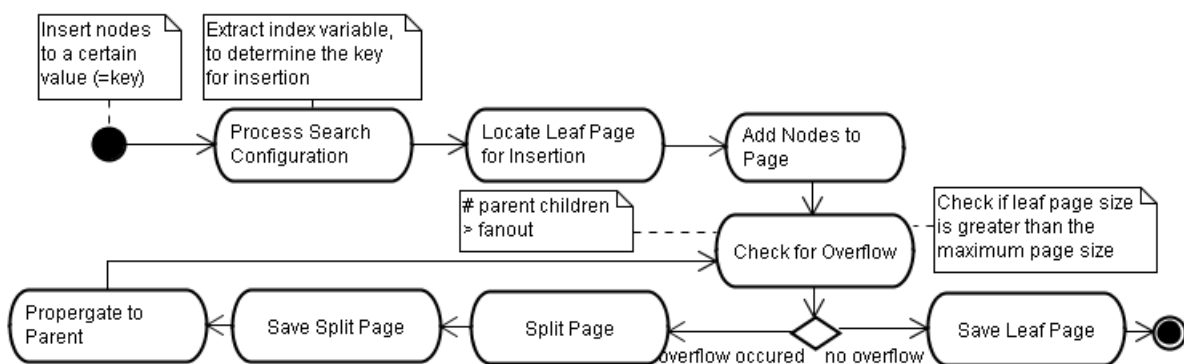 Insert nodes
to a certain
value (=key)
Extract index variable,
to determine the key
for insertion
Process Search
Configuration
Locate Leaf Page
for Insertion
Add Nodes to
Page
# parent children
> fanout
Check if leaf page size
is greater than the
maximum page size
Check for Overflow
Propergate to
Parent
Save Split Page
Split Page
overflow occured
no overflow
Save Leaf Page